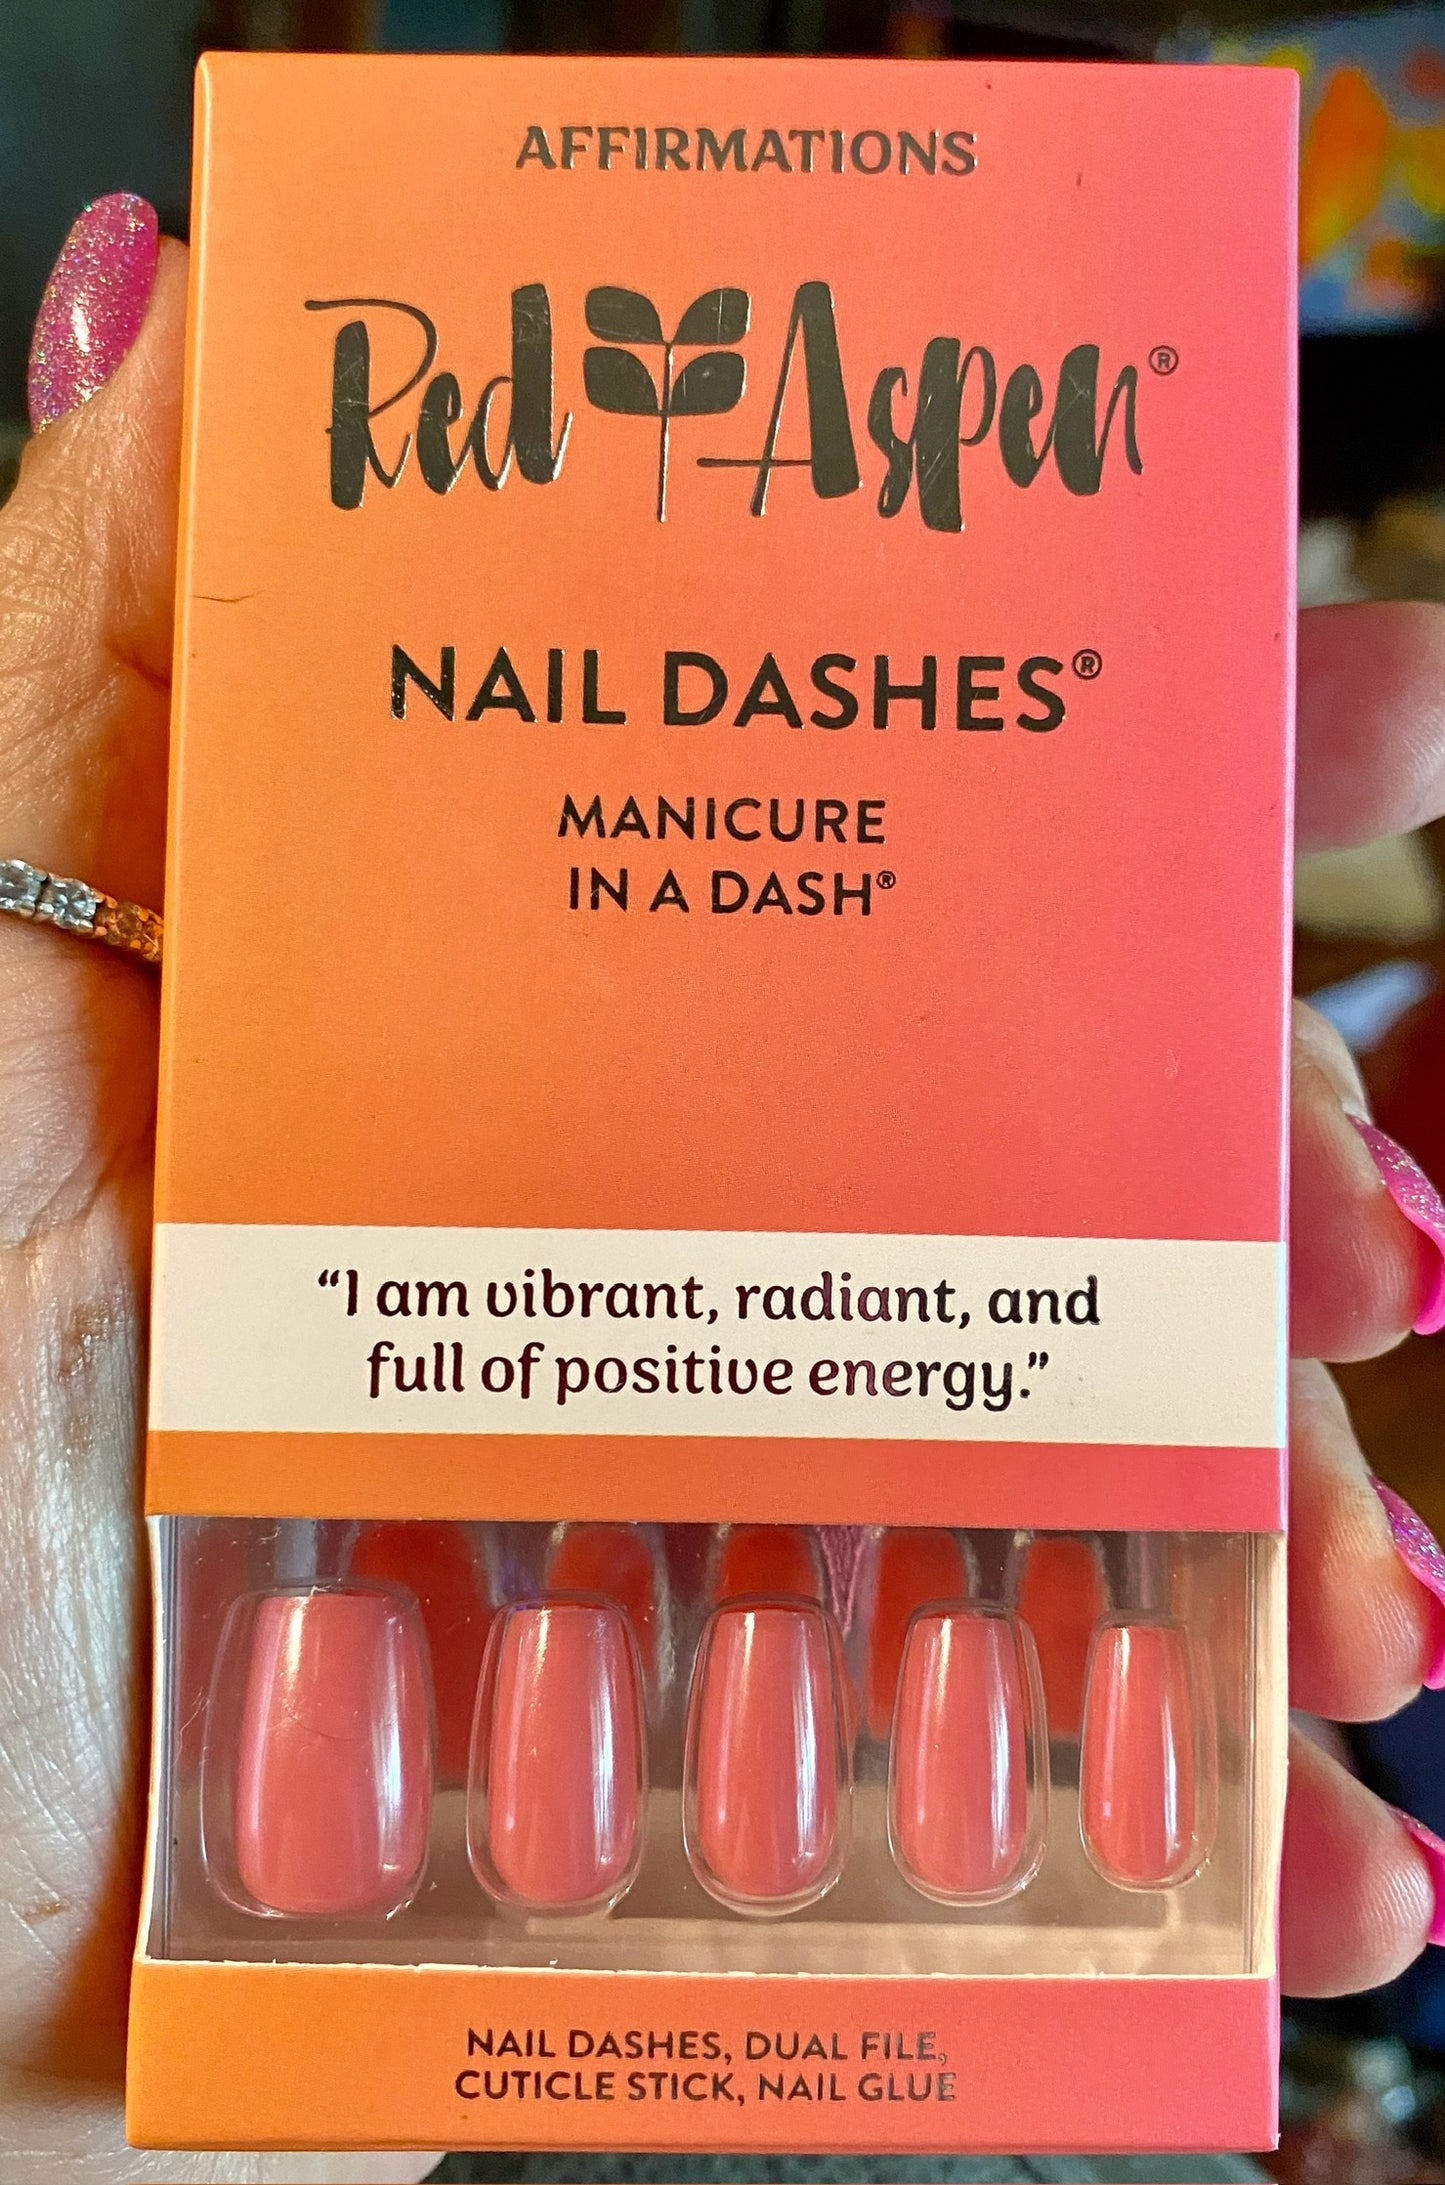 AFFIRMATIONS
Red Aspen®
NAIL DASHES®
MANICURE
IN A DASH®
“I am vibrant, radiant, and
full of positive energy.”
NAIL DASHES, DUAL FILE,
CUTICLE STICK, NAIL GLUE